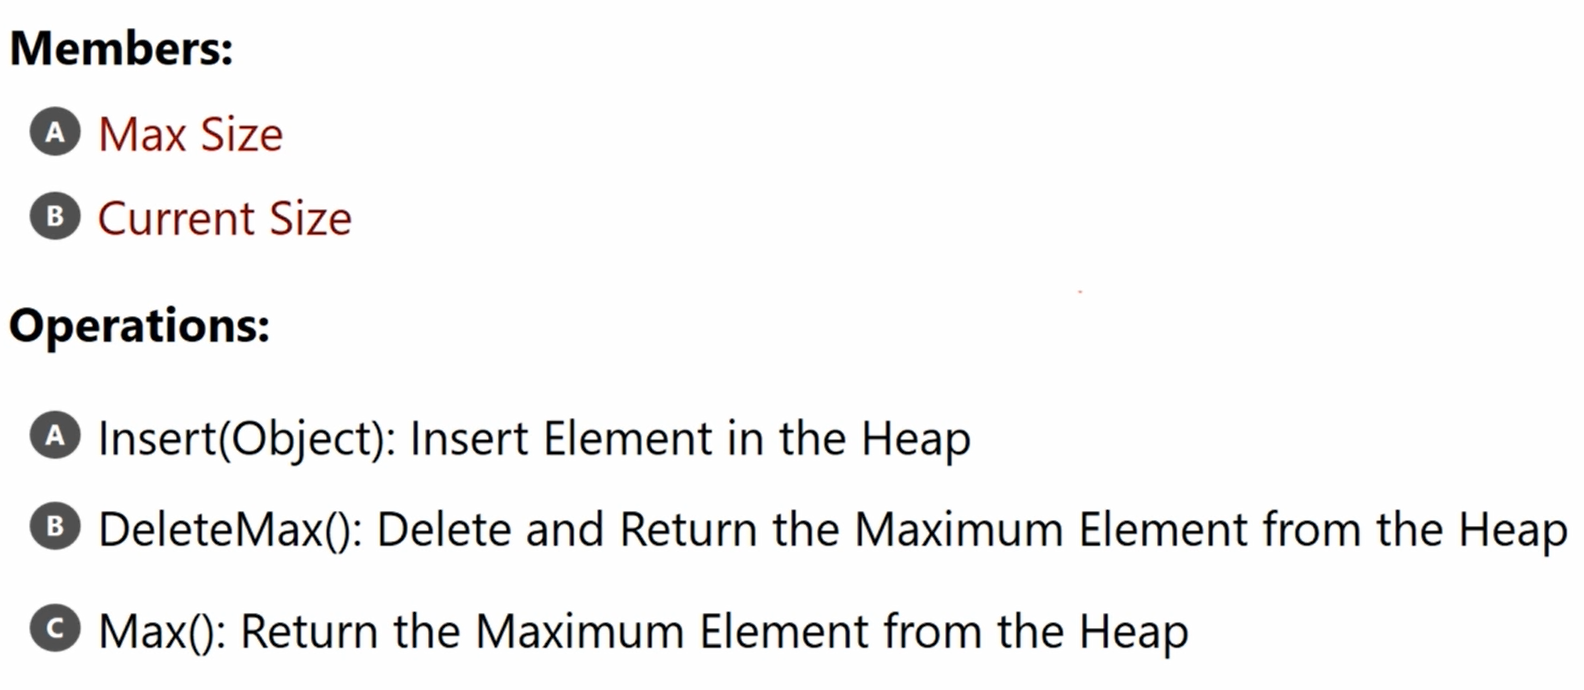 Members:
A Max Size
B Current Size
Operations:
A Insert(Object): Insert Element in the Heap
B DeleteMax(): Delete and Return the Maximum Element from the Heap
C Max(): Return the Maximum Element from the Heap